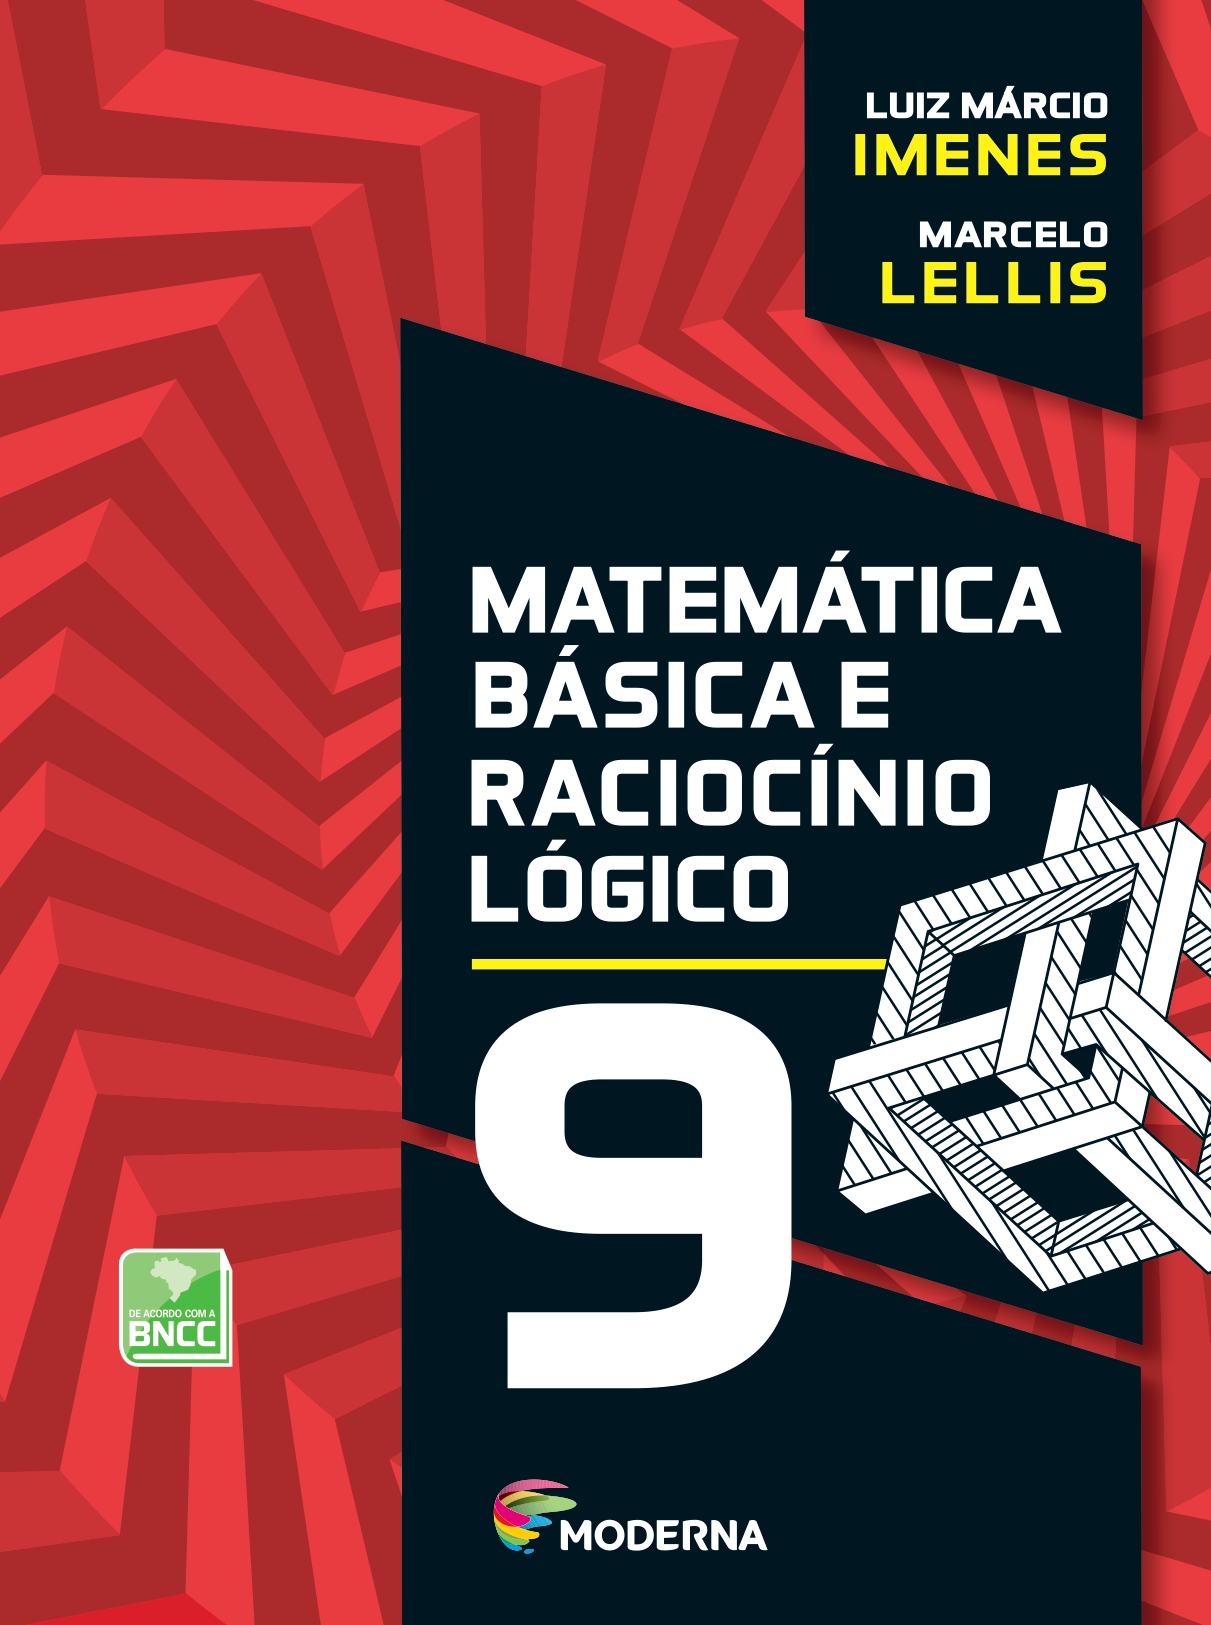 LUIZ MÁRCIO
IMENES
MARCELO
LELLIS
MATEMÁTICA
BÁSICA E
RACIOCÍNIO
LÓGICO
9
DE ACORDO COM A
BNCC
MODERNA